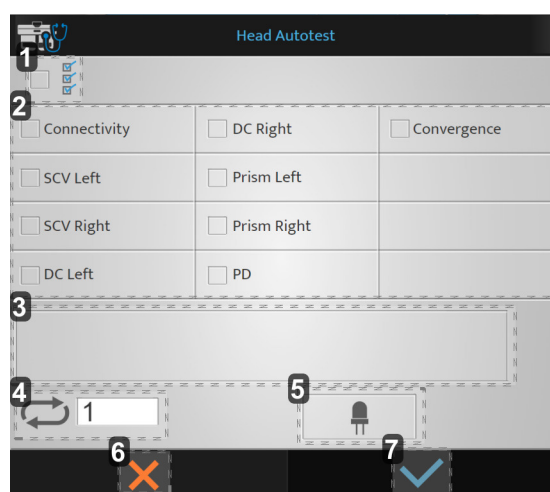 Head Autotest
1
2
Connectivity DC Right Convergence
SCV Left Prism Left
SCV Right Prism Right
DC Left PD
3
4 1 5
6 7